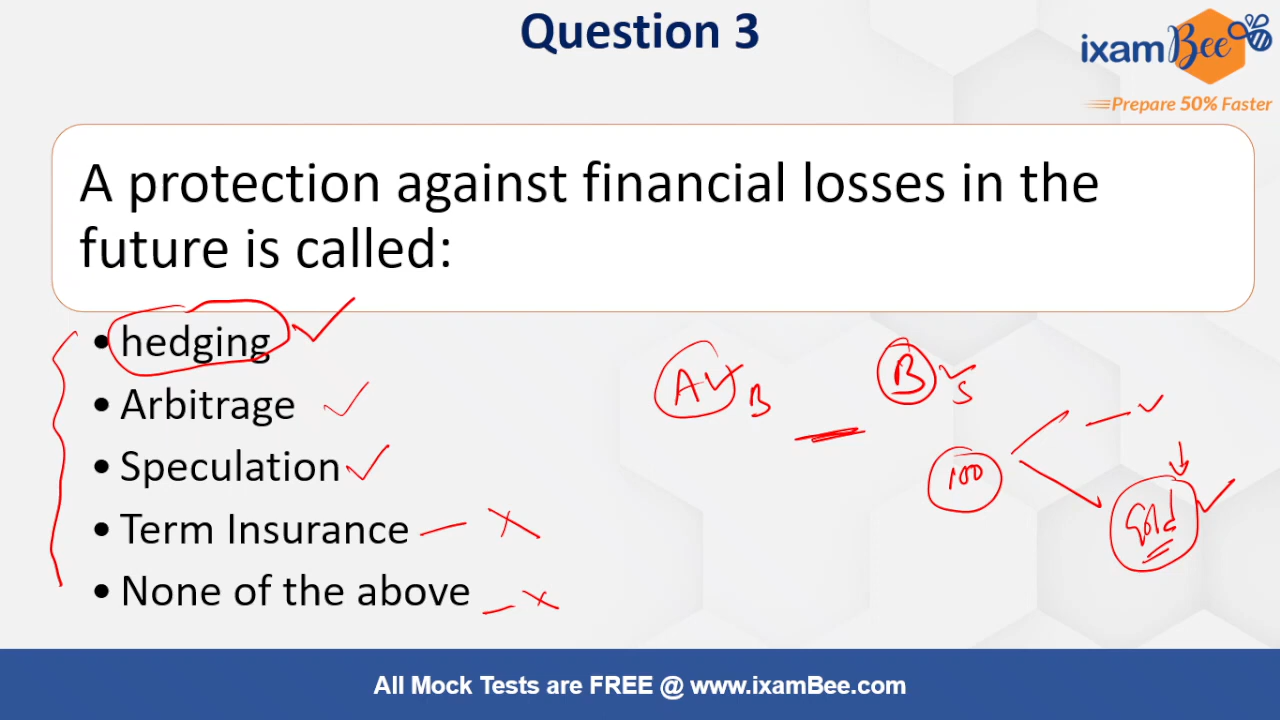 Question 3
ixamBee
Prepare 50% Faster
A protection against financial losses in the
future is called:
• hedging
• Arbitrage
• Speculation
• Term Insurance
• None of the above
A B
B S
100
Gold
All Mock Tests are FREE @ www.ixamBee.com